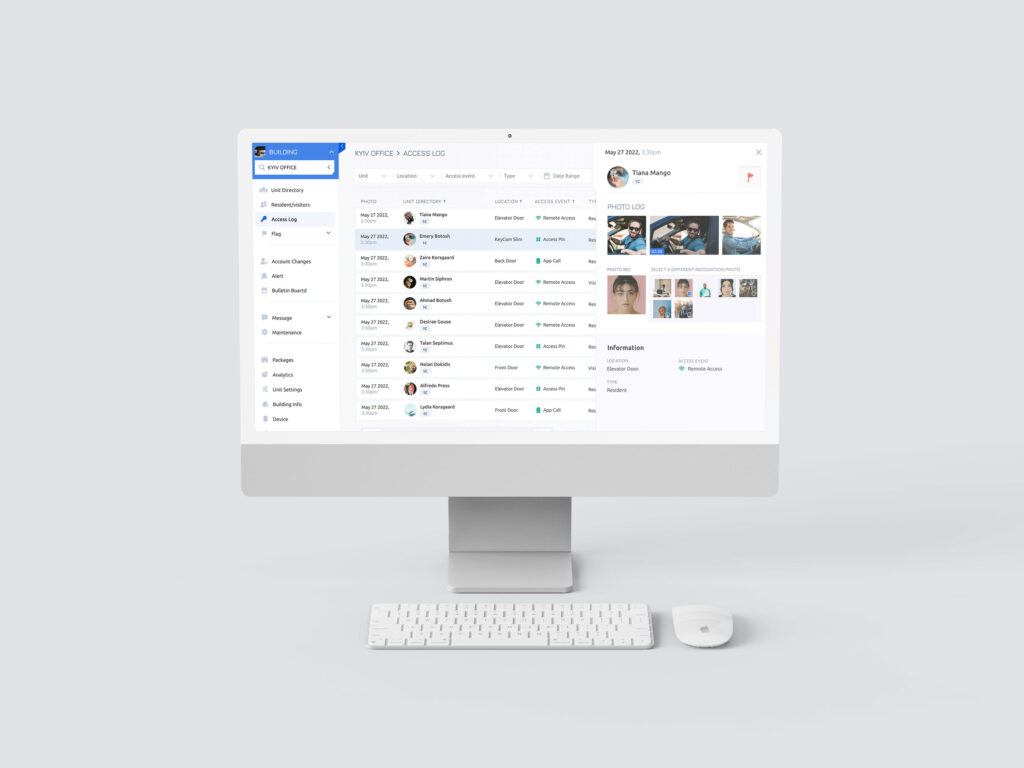 BUILDING
KYIV OFFICE
Unit Directory
Resident/visitors
Access Log
Flag
Account Changes
Alert
Bulletin Boartd
Message
Maintenance
Packages
Analytics
Unit Settings
Building Info
Device
KYIV OFFICE > ACCESS LOG
Unit Location Access event Type Date Range
PHOTO UNIT DIRECTORY LOCATION ACCESS EVENT TY
May 27 2022, Tiana Mango Elevator Door Remote Access Res
3:30pm 1C
May 27 2022, Emery Botosh KeyCom Slim Access Pin Res
3:30pm 1C
May 27 2022, Zaire Korsgaard Back Door App Call Res
3:30pm 1C
May 27 2022, Martin Siphron Elevator Door Remote Access Visi
3:30pm 1C
May 27 2022, Ahmad Botosh Elevator Door Remote Access Res
3:30pm 1C
May 27 2022, Desirae Gouse Elevator Door Remote Access Res
3:30pm 1C
May 27 2022, Talan Septimus Elevator Door Access Pin Res
3:30pm 1C
May 27 2022, Nolan Dokidis Front Door Remote Access Visi
3:30pm 1C
May 27 2022, Alfredo Press Elevator Door Access Pin Res
3:30pm 1C
May 27 2022, Lydia Korsgaard Front Door App Call Res
3:30pm 1C
May 27 2022, 3:30pm
Tiana Mango
1C
PHOTO LOG
PHOTO REC SELECT A DIFFERENT RECOGNITION PHOTO
Information
LOCATION ACCESS EVENT
Elevator Door Remote Access
TYPE
Resident